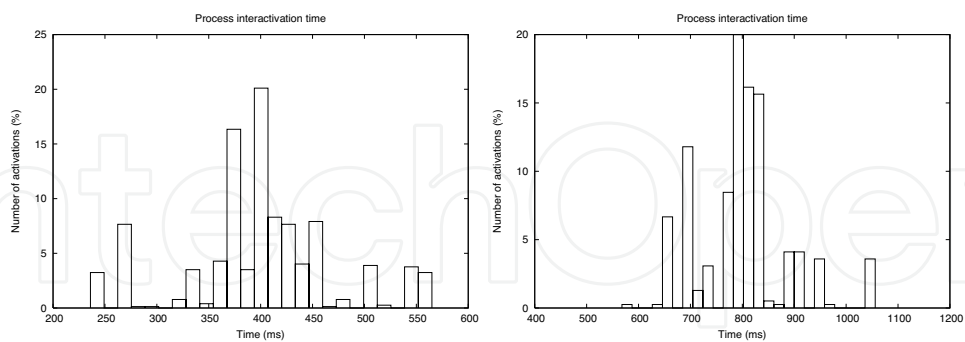 Process interactivation time
25
20
15
10
5
0
Number of activations (%)
200 250 300 350 400 450 500 550 600
Time (ms)
Process interactivation time
20
15
10
5
0
Number of activations (%)
400 500 600 700 800 900 1000 1100 1200
Time (ms)
ntechOpe